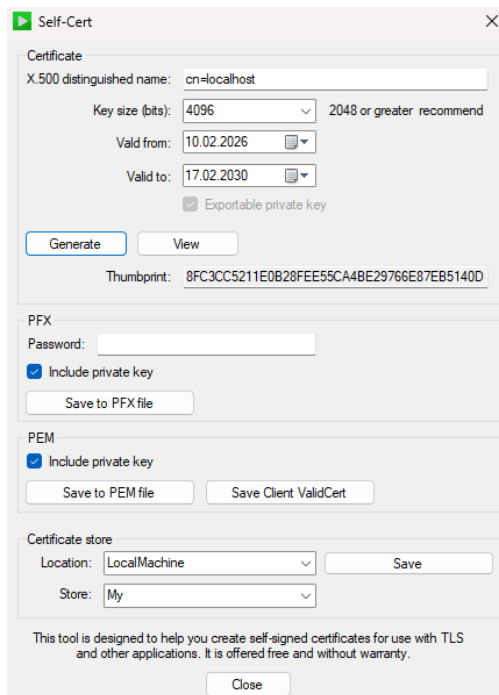 Self-Cert
Certificate
X.500 distinguished name: cn=localhost
Key size (bits): 4096 2048 or greater recommend
Vald from: 10.02.2026
Valid to: 17.02.2030
Exportable private key
Generate View
Thumbprint: 8FC3CC5211E0B28FEE55CA4BE29766E87EB5140D
PFX
Password:
Include private key
Save to PFX file
PEM
Include private key
Save to PEM file Save Client ValidCert
Certificate store
Location: LocalMachine Save
Store: My
This tool is designed to help you create self-signed certificates for use with TLS
and other applications. It is offered free and without warranty.
Close